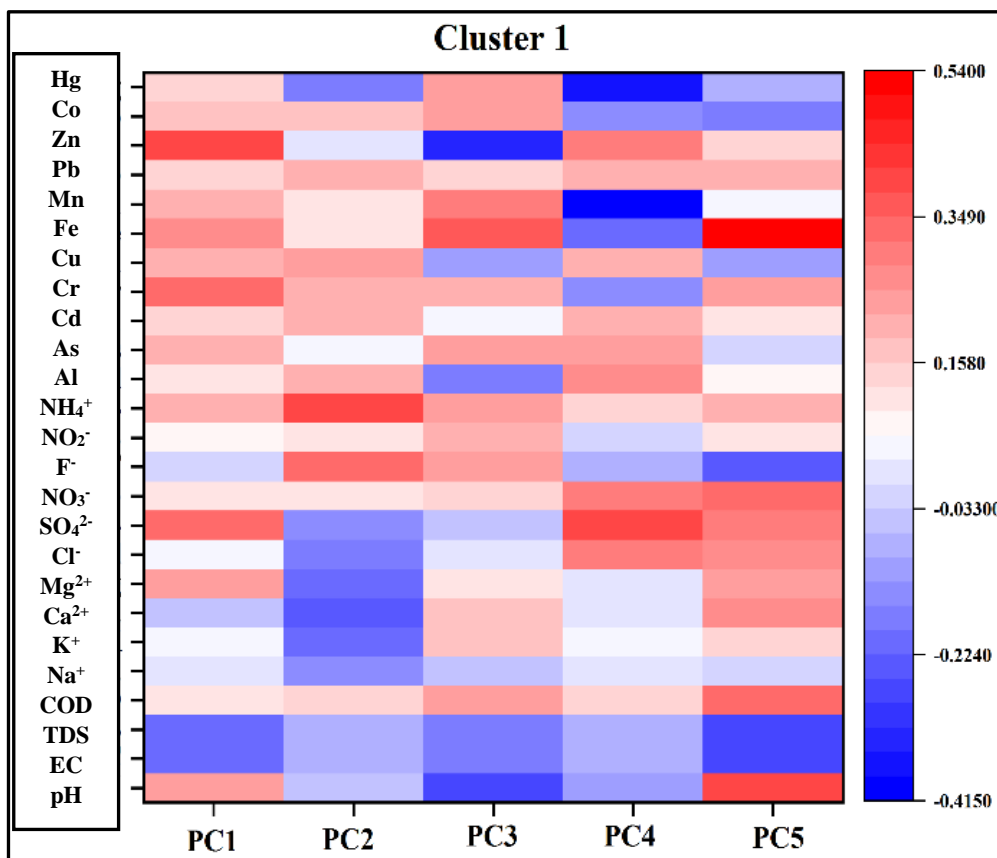 Cluster 1
Hg
Co
Zn
Pb
Mn
Fe
Cu
Cr
Cd
As
Al
NH₄⁺
NO₂⁻
F⁻
NO₃⁻
SO₄²⁻
Cl⁻
Mg²⁺
Ca²⁺
K⁺
Na⁺
COD
TDS
EC
pH
PC1 PC2 PC3 PC4 PC5
0.5400
0.3490
0.1580
-0.03300
-0.2240
-0.4150